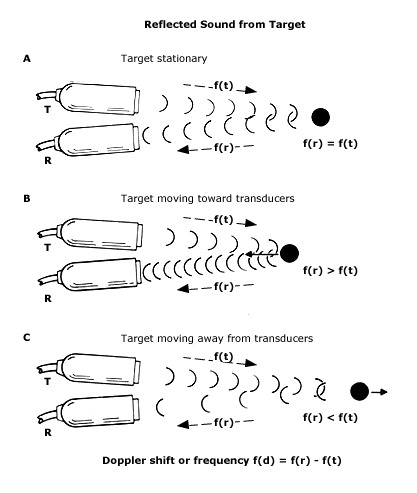 Reflected Sound from Target
A Target stationary
f(t)
T
f(r) = f(t)
f(r)
R
B Target moving toward transducers
f(t)
T
f(r) > f(t)
f(r)
R
C Target moving away from transducers
f(t)
T
f(r) < f(t)
f(r)
R
Doppler shift or frequency f(d) = f(r) - f(t)